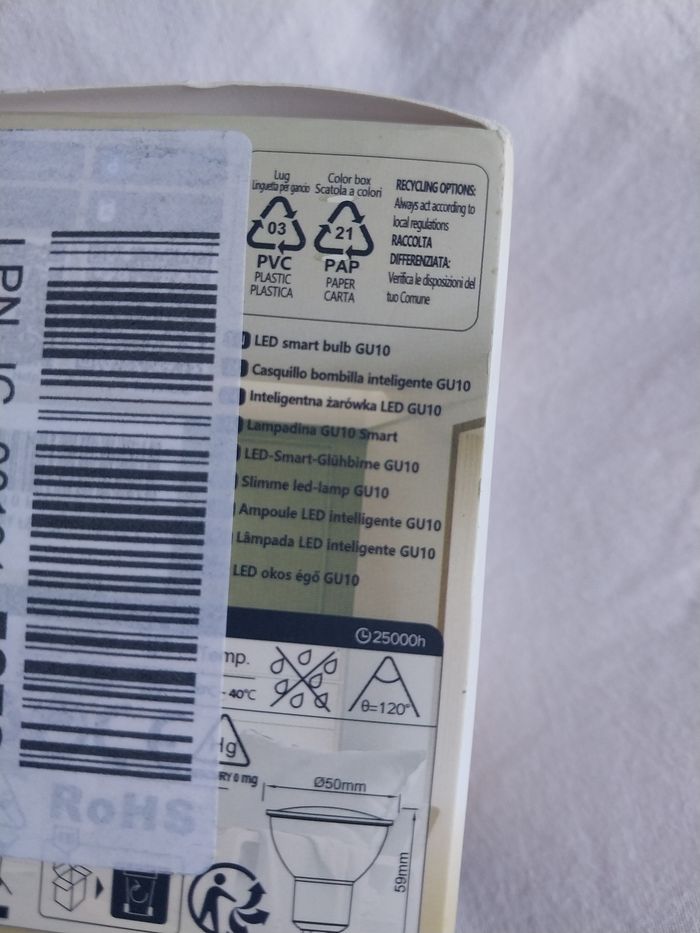 Lug
Linguetta per gancio
03
PVC
PLASTIC
PLASTICA
Color box
Scatola a colori
21
PAP
PAPER
CARTA
RECYCLING OPTIONS:
Always act according to
local regulations
RACCOLTA
DIFFERENZIATA:
Verifica le disposizioni del
tuo Comune
LED smart bulb GU10
Casquillo bombilla inteligente GU10
Inteligentna żarówka LED GU10
Lampadina GU10 Smart
LED-Smart-Glühbirne GU10
Slimme led-lamp GU10
Ampoule LED intelligente GU10
Lâmpada LED inteligente GU10
LED okos égő GU10
25000h
- 40°C
θ=120°
Hg
0 mg
Ø50mm
59mm
RoHS
LPN